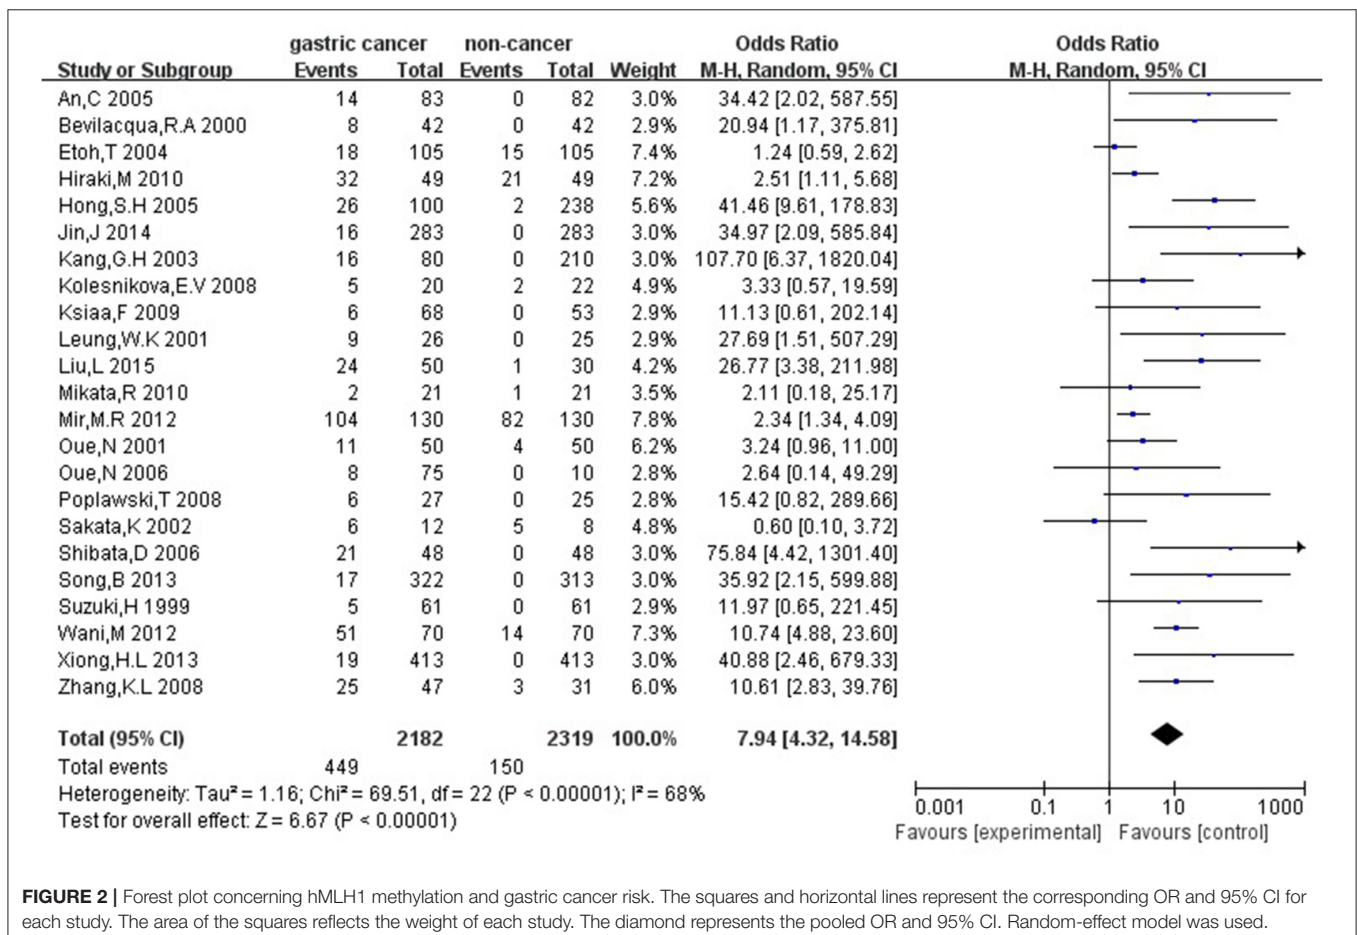 gastric cancer non-cancer Odds Ratio Odds Ratio
Study or Subgroup Events Total Events Total Weight M-H, Random, 95% CI M-H, Random, 95% CI
An,C 2005 14 83 0 82 3.0% 34.42 [2.02, 587.55]
Bevilacqua,R.A 2000 8 42 0 42 2.9% 20.94 [1.17, 375.81]
Etoh,T 2004 18 105 15 105 7.4% 1.24 [0.59, 2.62]
Hiraki,M 2010 32 49 21 49 7.2% 2.51 [1.11, 5.68]
Hong,S.H 2005 26 100 2 238 5.6% 41.46 [9.61, 178.83]
Jin,J 2014 16 283 0 283 3.0% 34.97 [2.09, 585.84]
Kang,G.H 2003 16 80 0 210 3.0% 107.70 [6.37, 1820.04]
Kolesnikova,E.V 2008 5 20 2 22 4.9% 3.33 [0.57, 19.59]
Ksiaa,F 2009 6 68 0 53 2.9% 11.13 [0.61, 202.14]
Leung,W.K 2001 9 26 0 25 2.9% 27.69 [1.51, 507.29]
Liu,L 2015 24 50 1 30 4.2% 26.77 [3.38, 211.98]
Mikata,R 2010 2 21 1 21 3.5% 2.11 [0.18, 25.17]
Mir,M.R 2012 104 130 82 130 7.8% 2.34 [1.34, 4.09]
Oue,N 2001 11 50 4 50 6.2% 3.24 [0.96, 11.00]
Oue,N 2006 8 75 0 10 2.8% 2.64 [0.14, 49.29]
Poplawski,T 2008 6 27 0 25 2.8% 15.42 [0.82, 289.66]
Sakata,K 2002 6 12 5 8 4.8% 0.60 [0.10, 3.72]
Shibata,D 2006 21 48 0 48 3.0% 75.84 [4.42, 1301.40]
Song,B 2013 17 322 0 313 3.0% 35.92 [2.15, 599.88]
Suzuki,H 1999 5 61 0 61 2.9% 11.97 [0.65, 221.45]
Wani,M 2012 51 70 14 70 7.3% 10.74 [4.88, 23.60]
Xiong,H.L 2013 19 413 0 413 3.0% 40.88 [2.46, 679.33]
Zhang,K.L 2008 25 47 3 31 6.0% 10.61 [2.83, 39.76]
Total (95% CI) 2182 2319 100.0% 7.94 [4.32, 14.58]
Total events 449 150
Heterogeneity: Tau² = 1.16; Chi² = 69.51, df = 22 (P < 0.00001); I² = 68%
Test for overall effect: Z = 6.67 (P < 0.00001)
0.001 0.1 1 10 1000
Favours [experimental] Favours [control]
FIGURE 2 | Forest plot concerning hMLH1 methylation and gastric cancer risk. The squares and horizontal lines represent the corresponding OR and 95% CI for
each study. The area of the squares reflects the weight of each study. The diamond represents the pooled OR and 95% CI. Random-effect model was used.